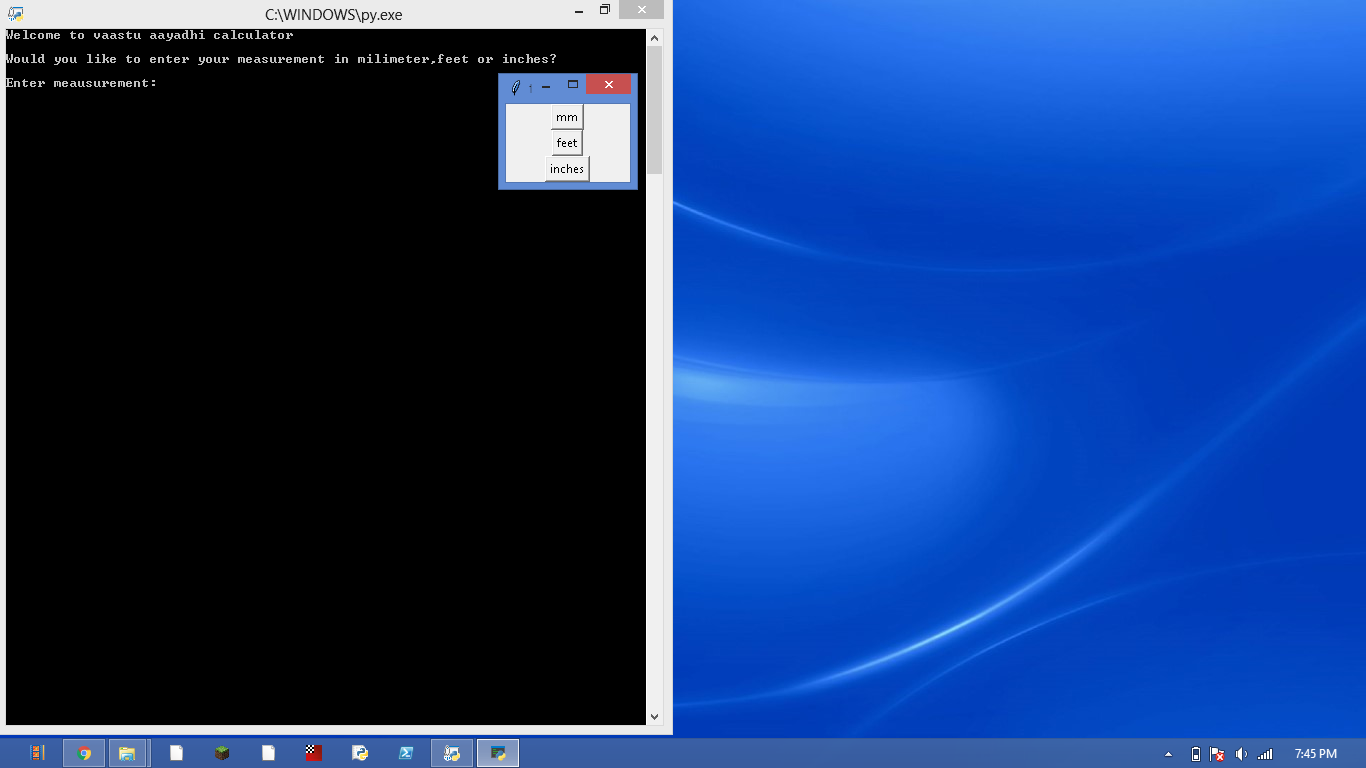 C:\WINDOWS\py.exe
Welcome to vaastu aayadhi calculator
Would you like to enter your measurement in milimeter,feet or inches?
Enter meausurement:
mm
feet
inches
7:45 PM